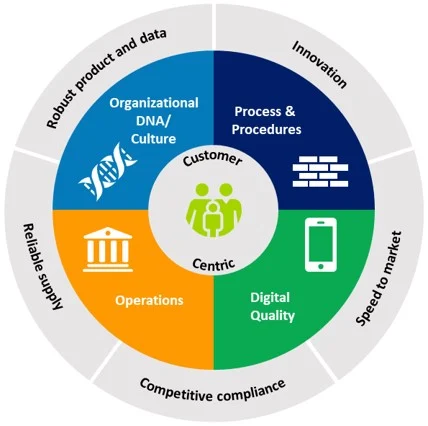 Robust product and data
Innovation
Organizational
DNA/
Culture
Process &
Procedures
Customer
Centric
Reliable supply
Speed to market
Operations
Digital
Quality
Competitive compliance